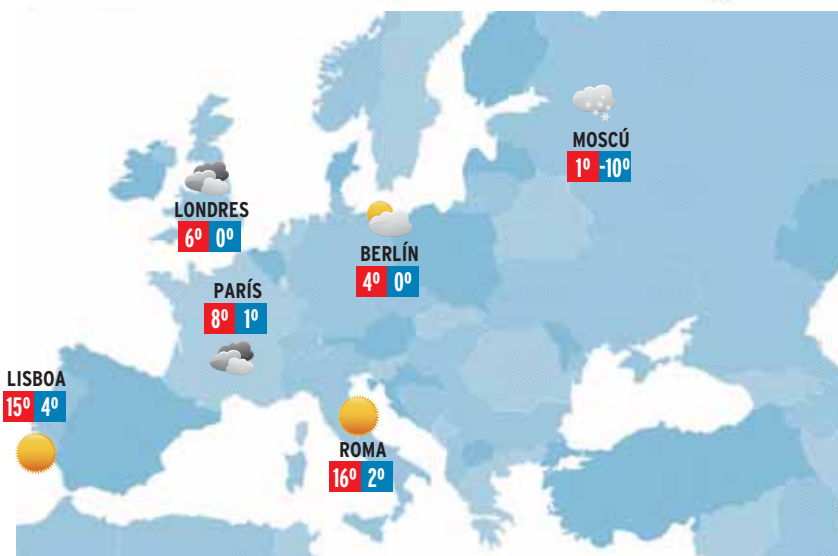 MOSCÚ
1º -10º
LONDRES
6º 0º
BERLÍN
4º 0º
PARÍS
8º 1º
LISBOA
15º 4º
ROMA
16º 2º